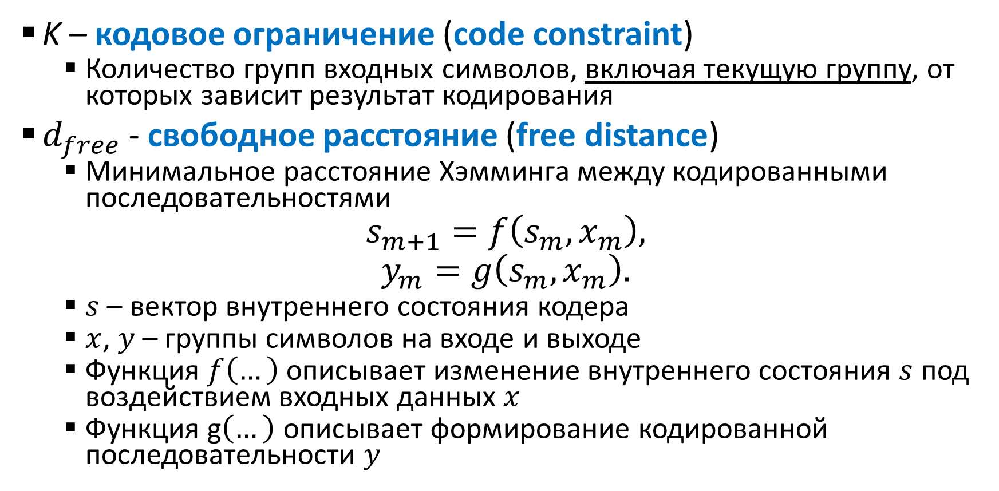 ▪ K – кодовое ограничение (code constraint)
▪ Количество групп входных символов, включая текущую группу, от
которых зависит результат кодирования
▪ d_{free} - свободное расстояние (free distance)
▪ Минимальное расстояние Хэмминга между кодированными
последовательностями
s_{m+1} = f(s_m, x_m),
y_m = g(s_m, x_m).
▪ s – вектор внутреннего состояния кодера
▪ x, y – группы символов на входе и выходе
▪ Функция f(…) описывает изменение внутреннего состояния s под
воздействием входных данных x
▪ Функция g(…) описывает формирование кодированной
последовательности y